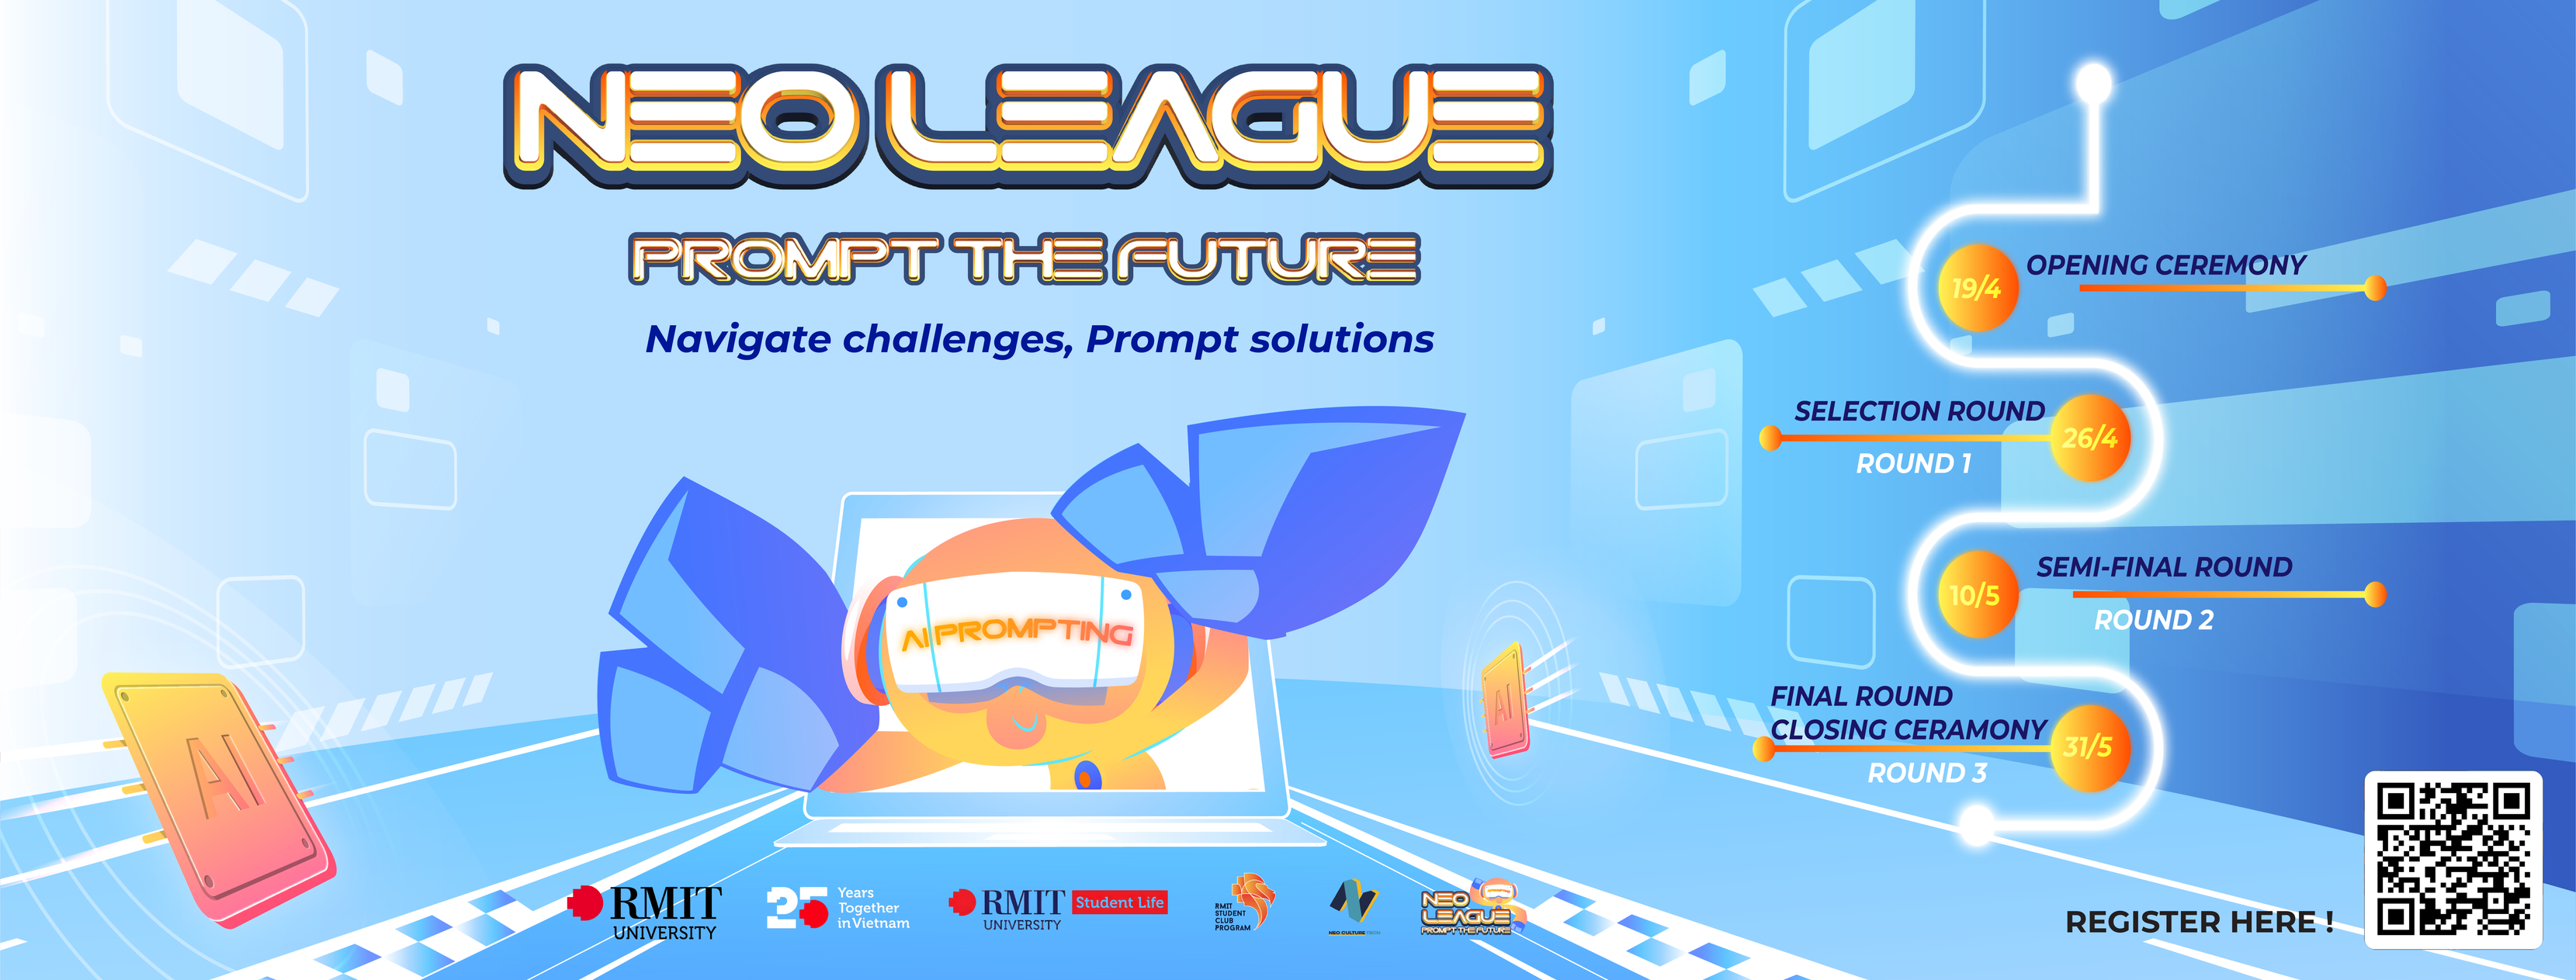 NEO LEAGUE
PROMPT THE FUTURE
Navigate challenges, Prompt solutions
AI PROMPTING
AI
AI
19/4
OPENING CEREMONY
SELECTION ROUND
26/4
ROUND 1
10/5
SEMI-FINAL ROUND
ROUND 2
FINAL ROUND
CLOSING CERAMONY
31/5
ROUND 3
RMIT
UNIVERSITY
25
Years
Together
in Vietnam
RMIT
UNIVERSITY
Student Life
RMIT
STUDENT
CLUB
PROGRAM
NEO CULTURE TECH
NEO
LEAGUE
PROMPT THE FUTURE
REGISTER HERE !